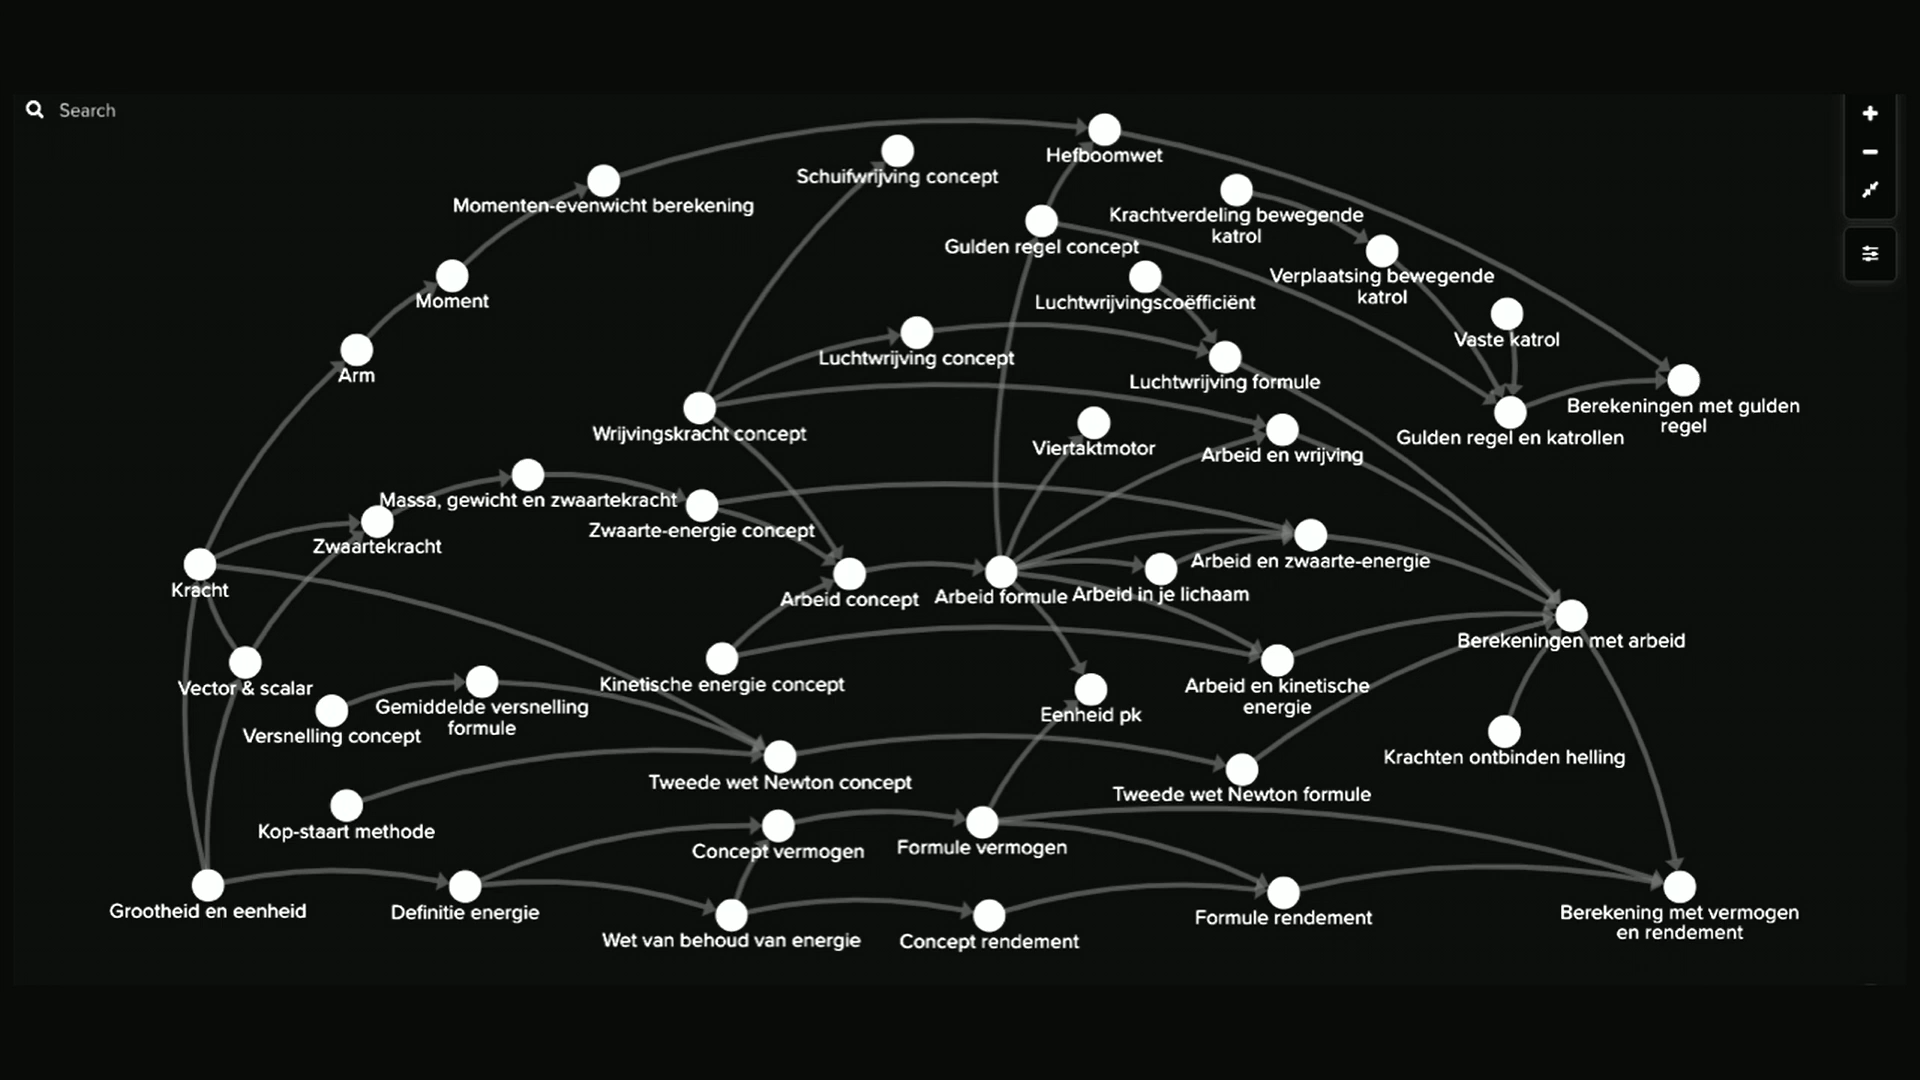 Search
Hefboomwet
Schuifwrijving concept
Momenten-evenwicht berekening
Krachtverdeling bewegende
katrol
Gulden regel concept
Verplaatsing bewegende
katrol
Moment
Luchtwrijvingscoëfficiënt
Vaste katrol
Luchtwrijving concept
Arm
Luchtwrijving formule
Berekeningen met gulden
regel
Wrijvingskracht concept
Gulden regel en katrollen
Viertaktmotor
Arbeid en wrijving
Massa, gewicht en zwaartekracht
Zwaarte-energie concept
Zwaartekracht
Arbeid en zwaarte-energie
Kracht
Arbeid concept
Arbeid formule
Arbeid in je lichaam
Berekeningen met arbeid
Vector & scalar
Kinetische energie concept
Arbeid en kinetische
energie
Gemiddelde versnelling
formule
Eenheid pk
Versnelling concept
Krachten ontbinden helling
Tweede wet Newton concept
Tweede wet Newton formule
Kop-staart methode
Concept vermogen
Formule vermogen
Grootheid en eenheid
Definitie energie
Formule rendement
Berekening met vermogen
en rendement
Wet van behoud van energie
Concept rendement